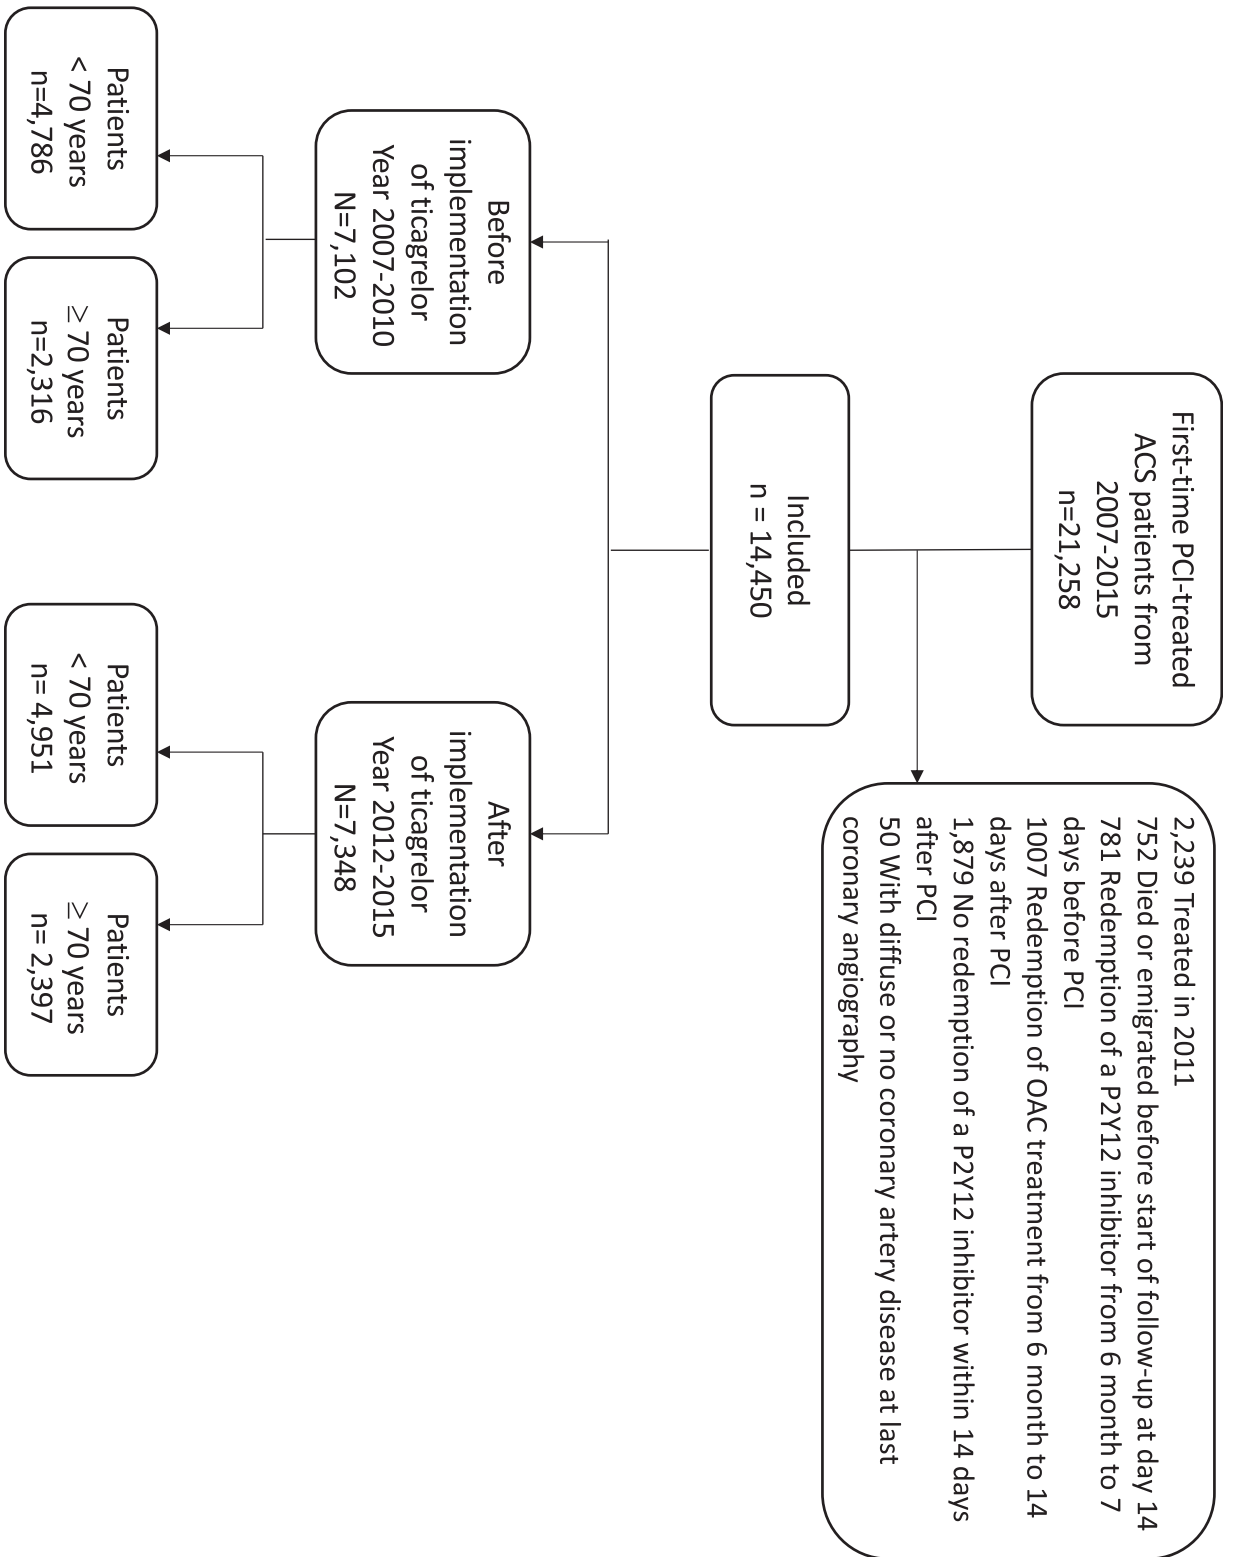 First-time PCI-treated
ACS patients from
2007-2015
n=21,258
2,239 Treated in 2011
752 Died or emigrated before start of follow-up at day 14
781 Redemption of a P2Y12 inhibitor from 6 month to 7
days before PCI
1007 Redemption of OAC treatment from 6 month to 14
days after PCI
1,879 No redemption of a P2Y12 inhibitor within 14 days
after PCI
50 With diffuse or no coronary artery disease at last
coronary angiography
Included
n = 14,450
Before
implementation
of ticagrelor
Year 2007-2010
N=7,102
After
implementation
of ticagrelor
Year 2012-2015
N=7,348
Patients
< 70 years
n=4,786
Patients
≥ 70 years
n=2,316
Patients
< 70 years
n= 4,951
Patients
≥ 70 years
n= 2,397